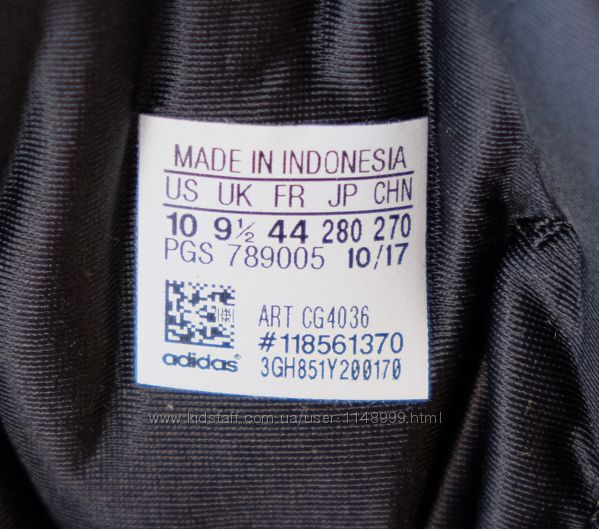 MADE IN INDONESIA
US UK FR JP CHN
10 9½ 44 280 270
PGS 789005 10/17
ART CG4036
#118561370
adidas® 3GH851Y200170
www.kidstaff.com.ua/user-1148999.html